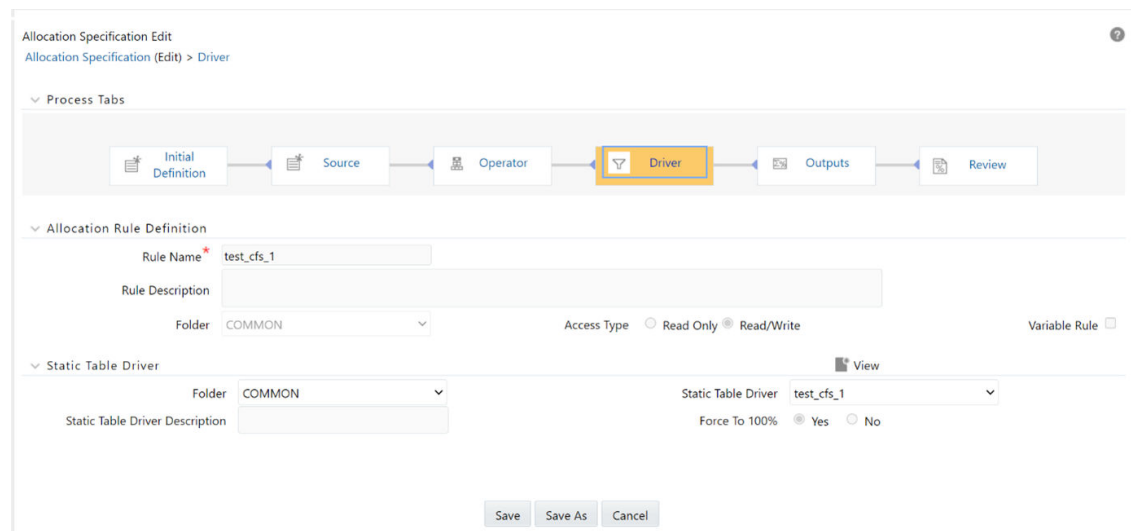 Allocation Specification Edit
?
Allocation Specification (Edit) > Driver
Process Tabs
Initial Definition
Source
Operator
Driver
Outputs
Review
Allocation Rule Definition
Rule Name* test_cfs_1
Rule Description
Folder COMMON Access Type Read Only Read/Write Variable Rule
Static Table Driver View
Folder COMMON Static Table Driver test_cfs_1
Static Table Driver Description Force To 100% Yes No
Save Save As Cancel